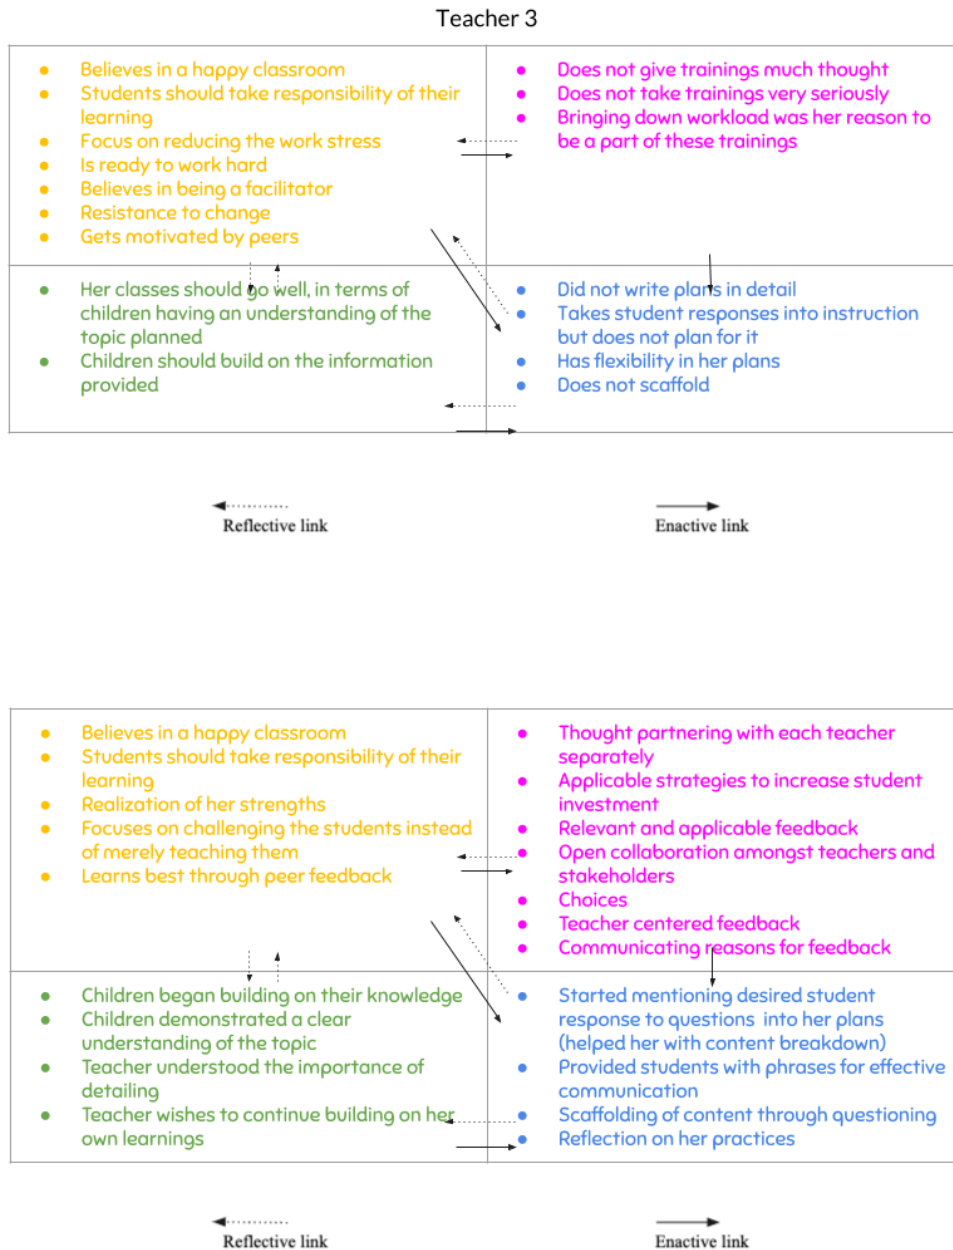 Teacher 3
Believes in a happy classroom
Students should take responsibility of their
learning
Focus on reducing the work stress
Is ready to work hard
Believes in being a facilitator
Resistance to change
Gets motivated by peers
Does not give trainings much thought
Does not take trainings very seriously
Bringing down workload was her reason to
be a part of these trainings
Her classes should go well, in terms of
children having an understanding of the
topic planned
Children should build on the information
provided
Did not write plans in detail
Takes student responses into instruction
but does not plan for it
Has flexibility in her plans
Does not scaffold
Reflective link
Enactive link
Believes in a happy classroom
Students should take responsibility of their
learning
Realization of her strengths
Focuses on challenging the students instead
of merely teaching them
Learns best through peer feedback
Thought partnering with each teacher
separately
Applicable strategies to increase student
investment
Relevant and applicable feedback
Open collaboration amongst teachers and
stakeholders
Choices
Teacher centered feedback
Communicating reasons for feedback
Children began building on their knowledge
Children demonstrated a clear
understanding of the topic
Teacher understood the importance of
detailing
Teacher wishes to continue building on her
own learnings
Started mentioning desired student
response to questions into her plans
(helped her with content breakdown)
Provided students with phrases for effective
communication
Scaffolding of content through questioning
Reflection on her practices
Reflective link
Enactive link